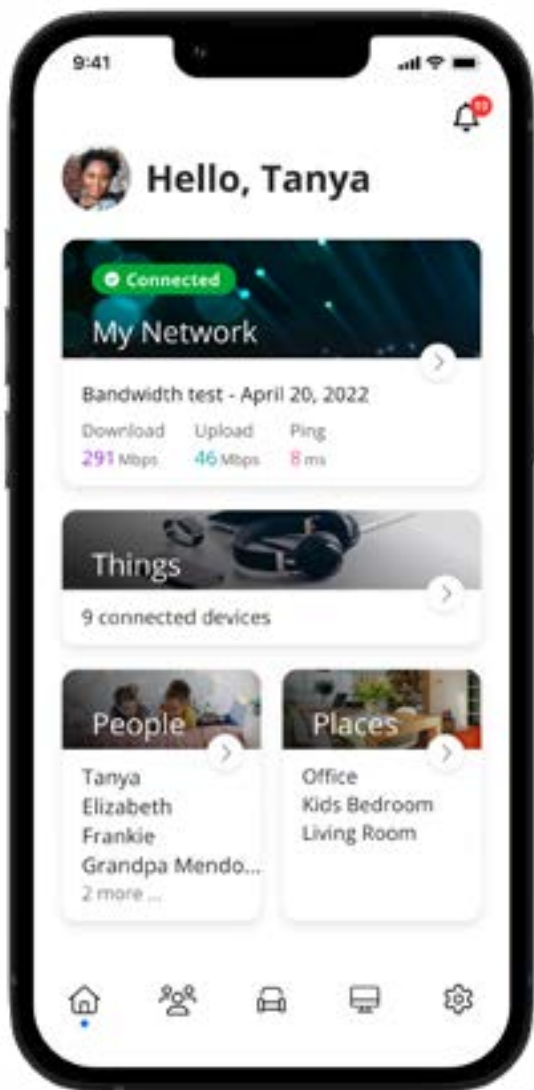 9:41
Hello, Tanya
Connected
My Network
Bandwidth test - April 20, 2022
Download Upload Ping
291 Mbps 46 Mbps 8 ms
Things
9 connected devices
People
Tanya
Elizabeth
Frankie
Grandpa Mendo...
2 more ...
Places
Office
Kids Bedroom
Living Room